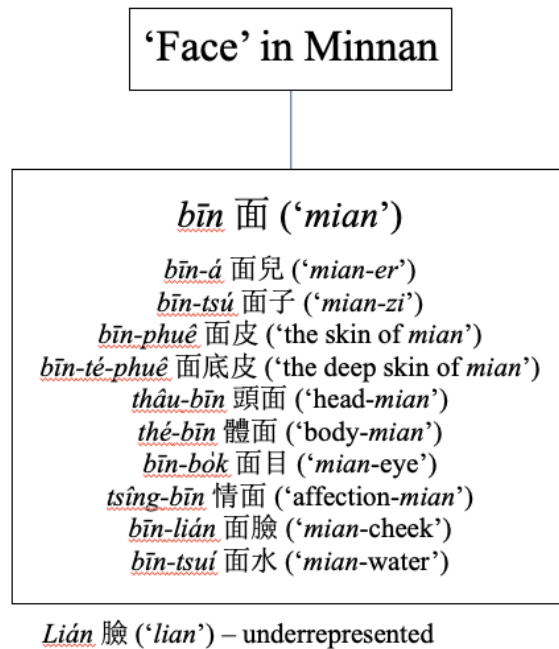 ‘Face’ in Minnan
bīn 面 (‘mian’)
bīn-á 面兒 (‘mian-er’)
bīn-tsú 面子 (‘mian-zi’)
bīn-phuê 面皮 (‘the skin of mian’)
bīn-té-phuê 面底皮 (‘the deep skin of mian’)
thâu-bīn 頭面 (‘head-mian’)
thé-bīn 體面 (‘body-mian’)
bīn-bo̍k 面目 (‘mian-eye’)
tsîng-bīn 情面 (‘affection-mian’)
bīn-lián 面臉 (‘mian-cheek’)
bīn-tsuí 面水 (‘mian-water’)
Lián 臉 (‘lian’) – underrepresented